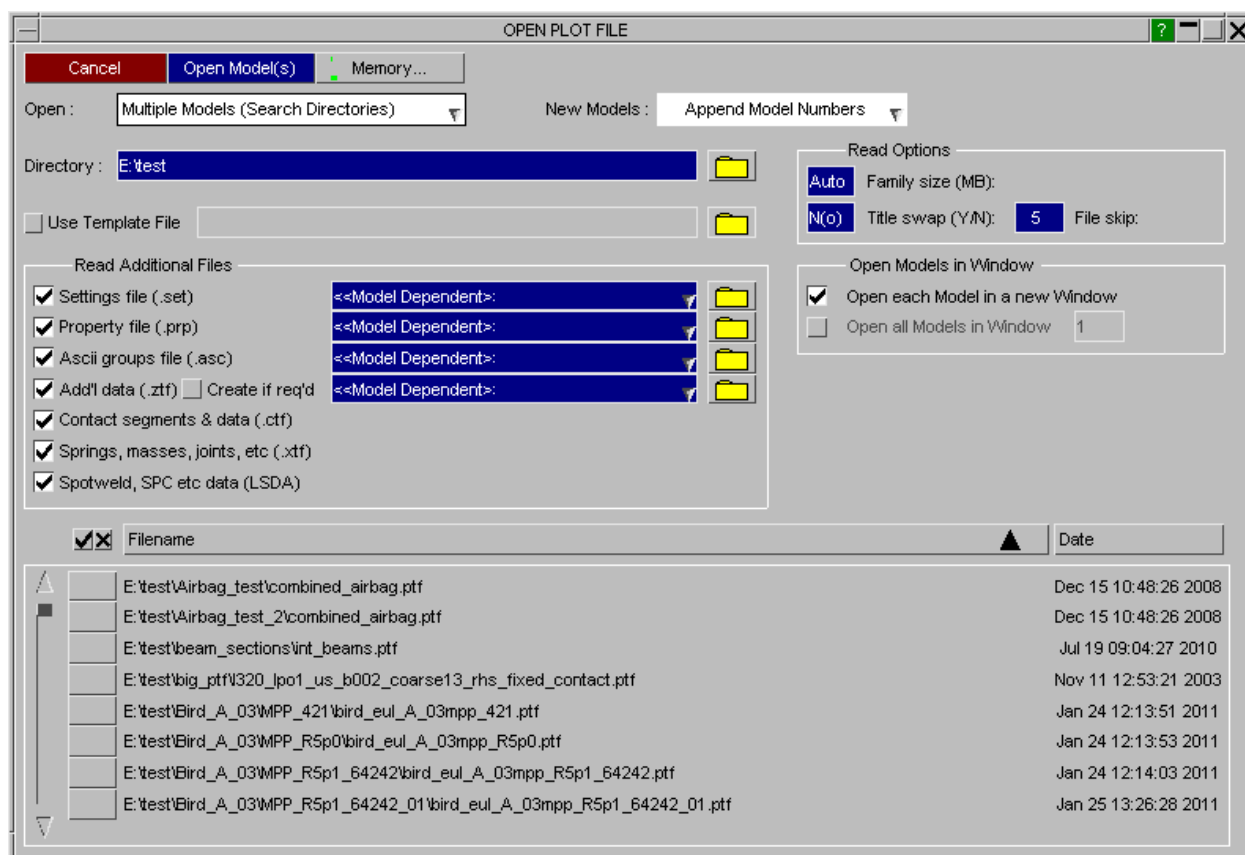 OPEN PLOT FILE ?
Cancel Open Model(s) Memory...
Open : Multiple Models (Search Directories) New Models : Append Model Numbers
Directory : E:\test
Use Template File
Read Options
Auto Family size (MB):
N(o) Title swap (Y/N): 5 File skip:
Read Additional Files
Settings file (.set) <<Model Dependent>:
Property file (.prp) <<Model Dependent>:
Ascii groups file (.asc) <<Model Dependent>:
Add'l data (.ztf) Create if req'd <<Model Dependent>:
Contact segments & data (.ctf)
Springs, masses, joints, etc (.xtf)
Spotweld, SPC etc data (LSDA)
Open Models in Window
Open each Model in a new Window
Open all Models in Window 1
Filename Date
E:\test\Airbag_test\combined_airbag.ptf Dec 15 10:48:26 2008
E:\test\Airbag_test_2\combined_airbag.ptf Dec 15 10:48:26 2008
E:\test\beam_sections\int_beams.ptf Jul 19 09:04:27 2010
E:\test\big_ptf\l320_lpo1_us_b002_coarse13_rhs_fixed_contact.ptf Nov 11 12:53:21 2003
E:\test\Bird_A_03\MPP_421\bird_eul_A_03mpp_421.ptf Jan 24 12:13:51 2011
E:\test\Bird_A_03\MPP_R5p0\bird_eul_A_03mpp_R5p0.ptf Jan 24 12:13:53 2011
E:\test\Bird_A_03\MPP_R5p1_64242\bird_eul_A_03mpp_R5p1_64242.ptf Jan 24 12:14:03 2011
E:\test\Bird_A_03\MPP_R5p1_64242_01\bird_eul_A_03mpp_R5p1_64242_01.ptf Jan 25 13:26:28 2011